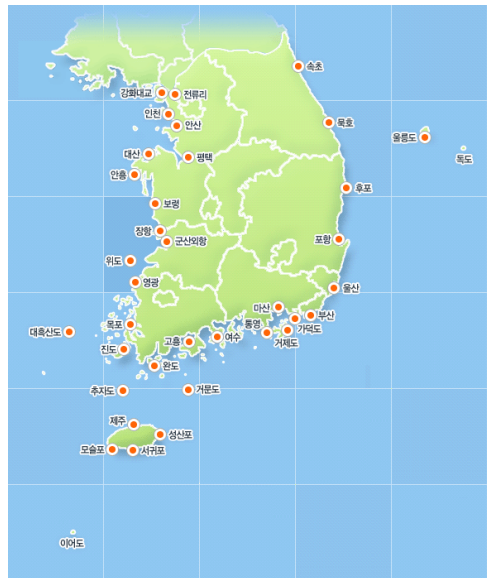 속초
강화대교
전류리
인천
안산
묵호
울릉도
독도
대산
평택
안흥
후포
보령
장항
군산외항
포항
위도
영광
울산
마산
부산
통영
가덕도
거제도
대흑산도
목포
고흥
여수
진도
완도
추자도
거문도
제주
성산포
모슬포
서귀포
이어도